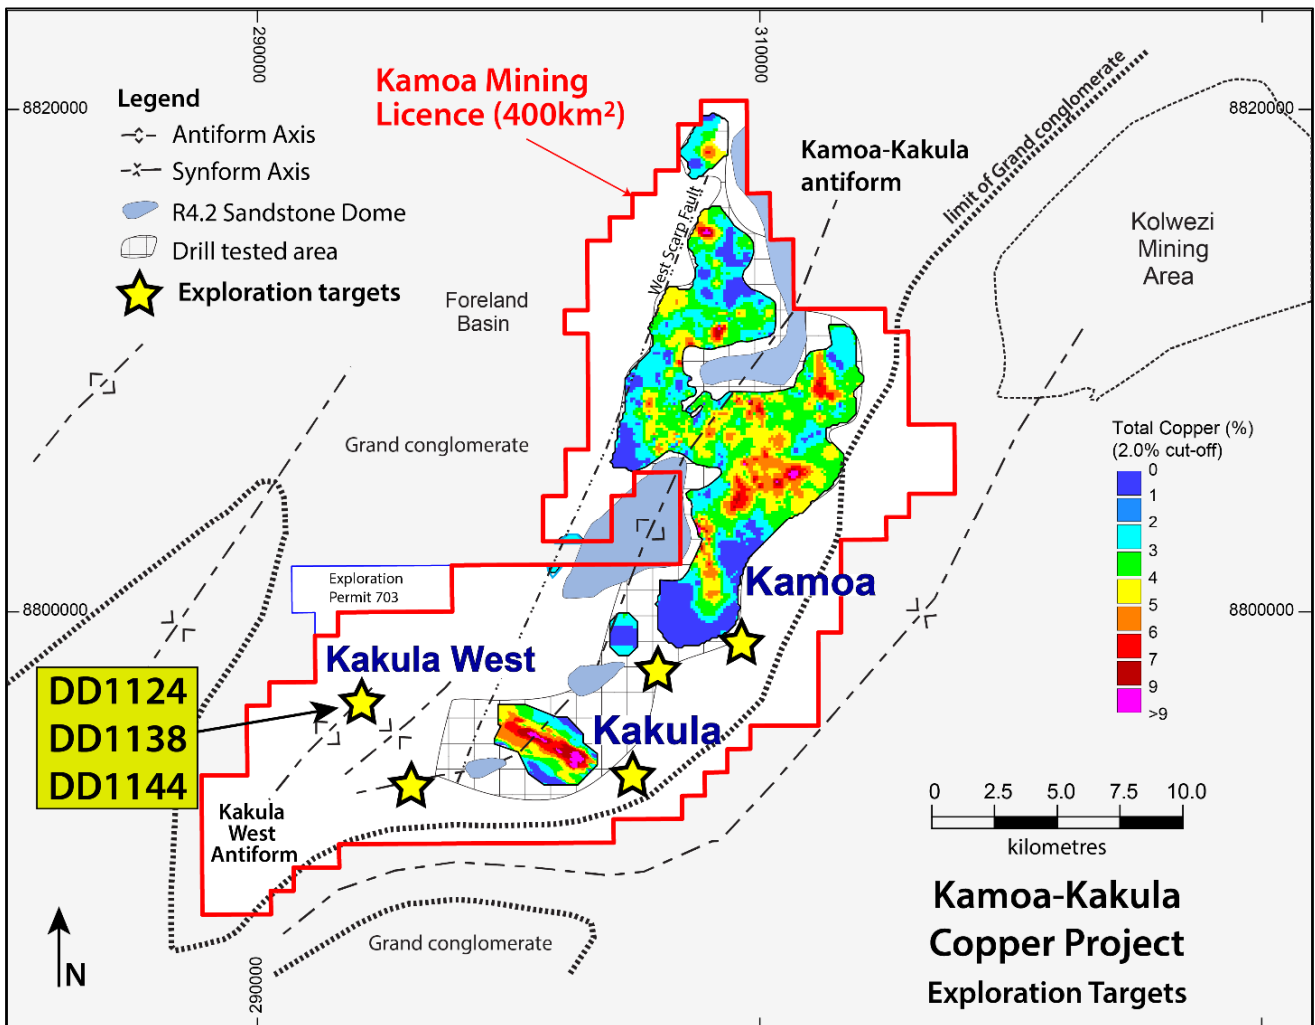 290000
310000
8820000
8820000
Legend
Antiform Axis
Synform Axis
R4.2 Sandstone Dome
Drill tested area
Exploration targets
Kamoa Mining
Licence (400km²)
Kamoa-Kakula
antiform
limit of Grand conglomerate
Kolwezi
Mining
Area
West Scarp Fault
Foreland
Basin
Grand conglomerate
Total Copper (%)
(2.0% cut-off)
0
1
2
3
4
5
6
7
9
>9
Exploration
Permit 703
8800000
8800000
Kamoa
Kakula West
Kakula
DD1124
DD1138
DD1144
Kakula
West
Antiform
0 2.5 5.0 7.5 10.0
kilometres
Kamoa-Kakula
Copper Project
Exploration Targets
Grand conglomerate
N
290000